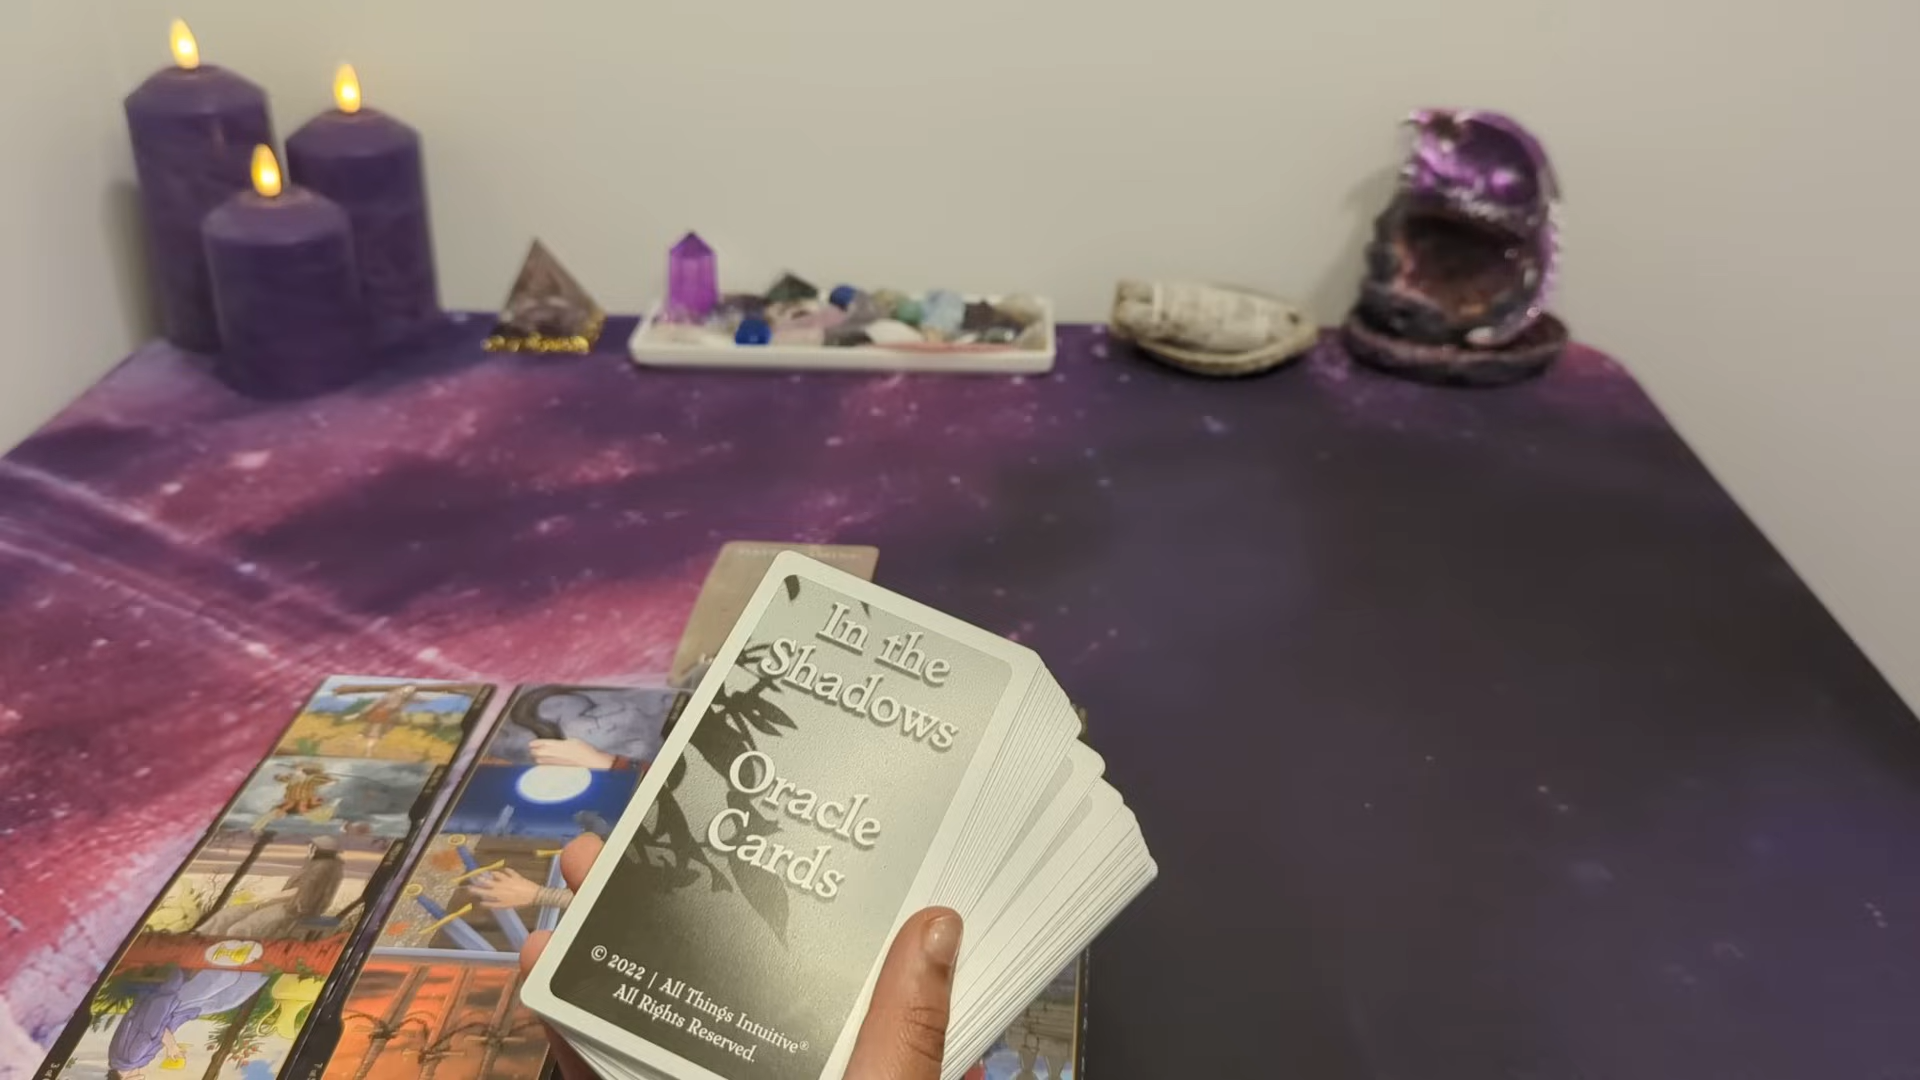 In the
Shadows
Oracle
Cards
© 2022 | All Things Intuitive®
All Rights Reserved.